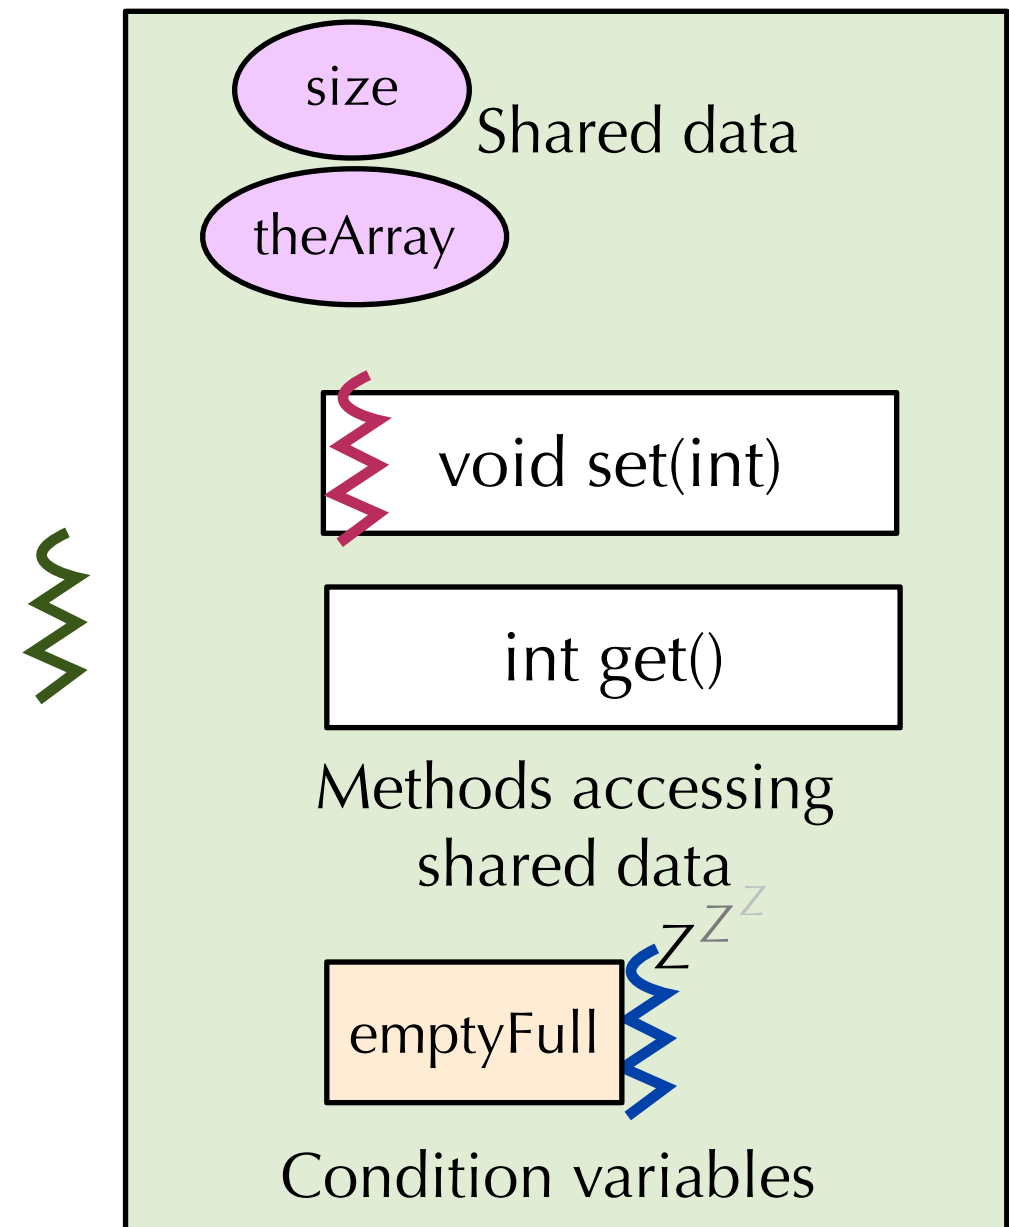 size
Shared data
theArray
void set(int)
int get()
Methods accessing
shared data
z z z
emptyFull
Condition variables